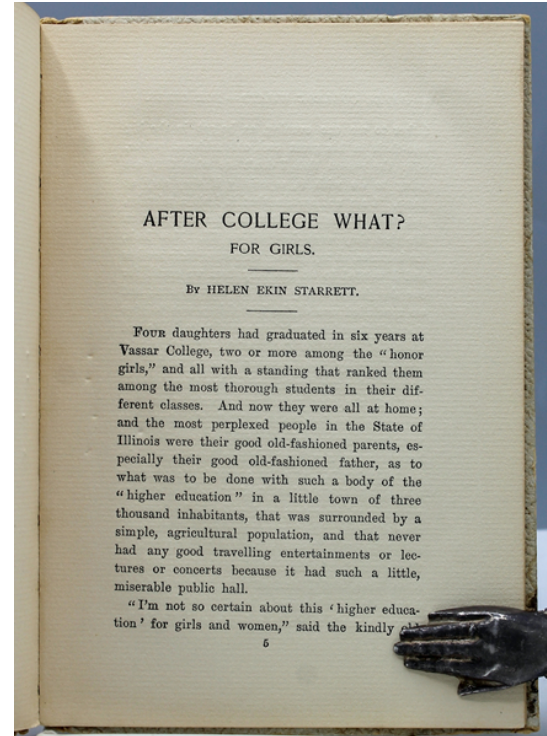 AFTER COLLEGE WHAT?
FOR GIRLS.
By HELEN EKIN STARRETT.
Four daughters had graduated in six years at
Vassar College, two or more among the “honor
girls,” and all with a standing that ranked them
among the most thorough students in their dif-
ferent classes. And now they were all at home;
and the most perplexed people in the State of
Illinois were their good old-fashioned parents, es-
pecially their good old-fashioned father, as to
what was to be done with such a body of the
“higher education” in a little town of three
thousand inhabitants, that was surrounded by a
simple, agricultural population, and that never
had any good travelling entertainments or lec-
tures or concerts because it had such a little,
miserable public hall.
“I'm not so certain about this ‘higher educa-
tion’ for girls and women,” said the kindly
5